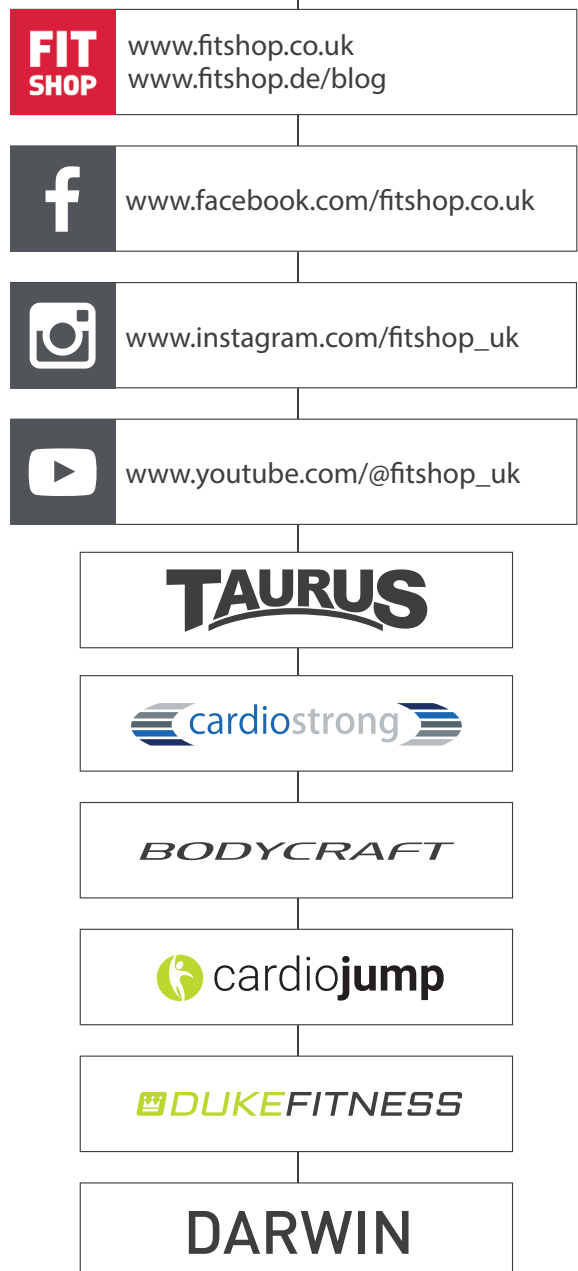 FIT
SHOP
www.fitshop.co.uk
www.fitshop.de/blog
f
www.facebook.com/fitshop.co.uk
www.instagram.com/fitshop_uk
www.youtube.com/@fitshop_uk
TAURUS
cardiostrong
BODYCRAFT
cardiojump
DUKEFITNESS
DARWIN